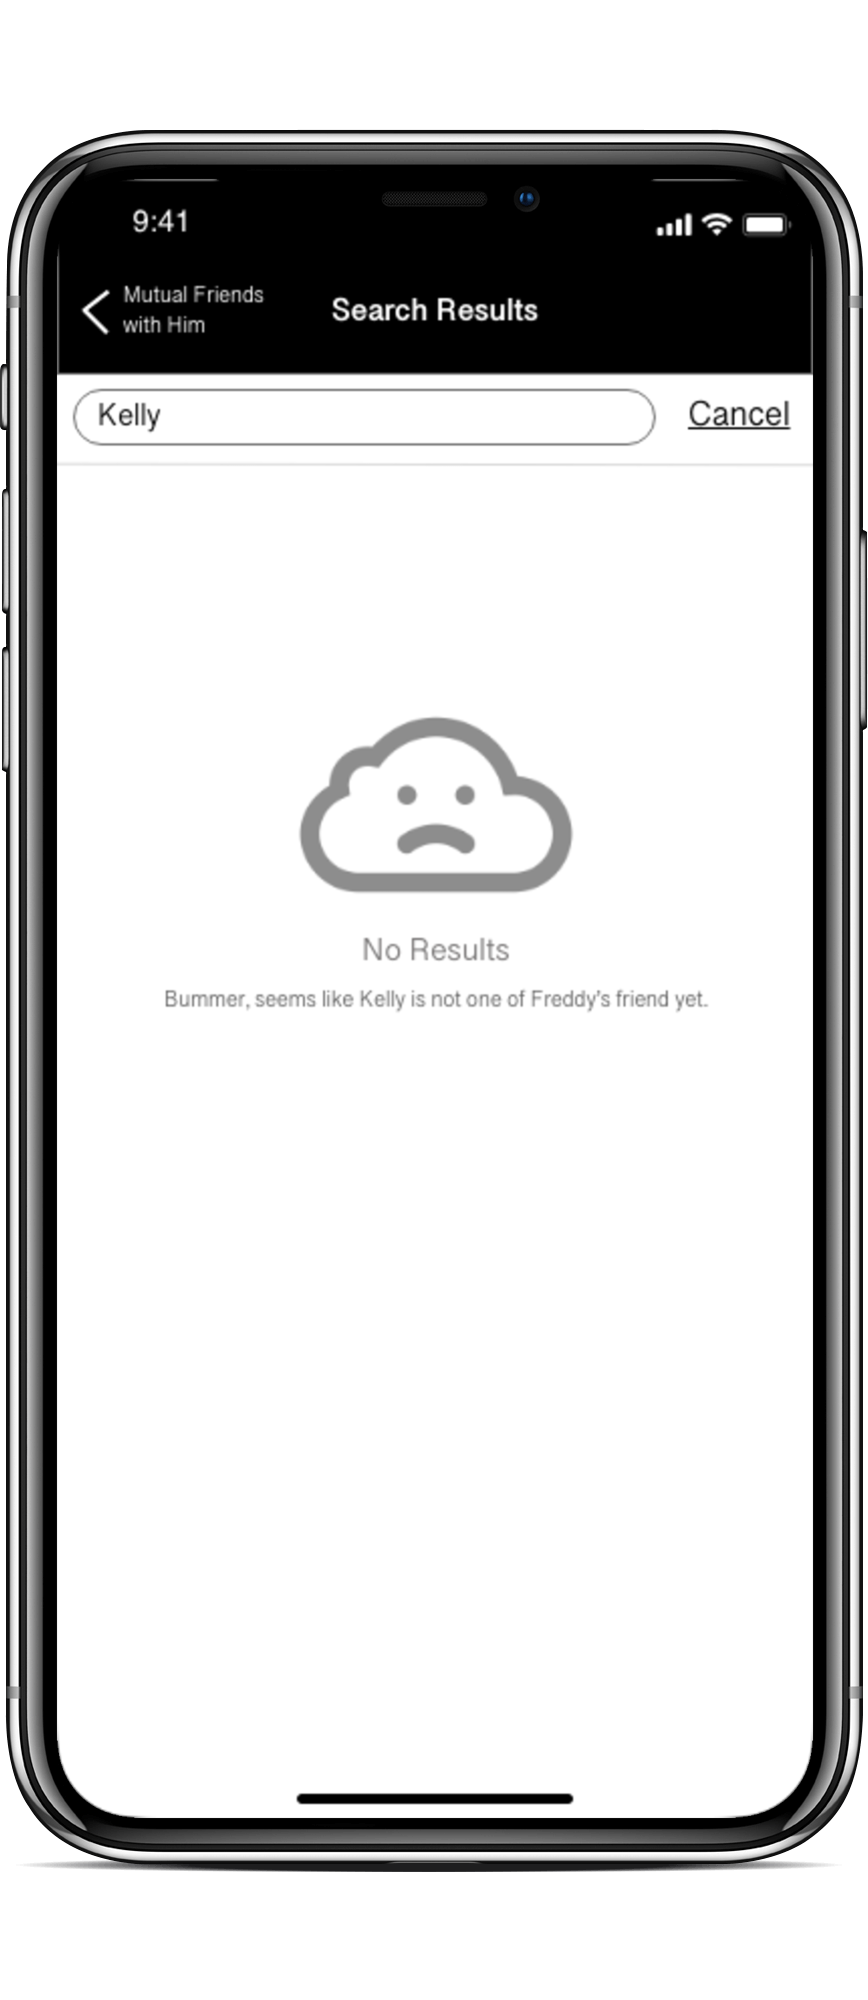 9:41
Mutual Friends
with Him
Search Results
Kelly
Cancel
No Results
Bummer, seems like Kelly is not one of Freddy's friend yet.